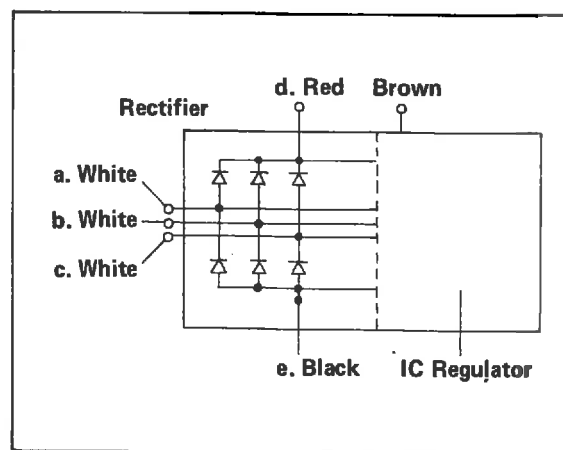 d. Red Brown
Rectifier
a. White
b. White
c. White
e. Black IC Regulator